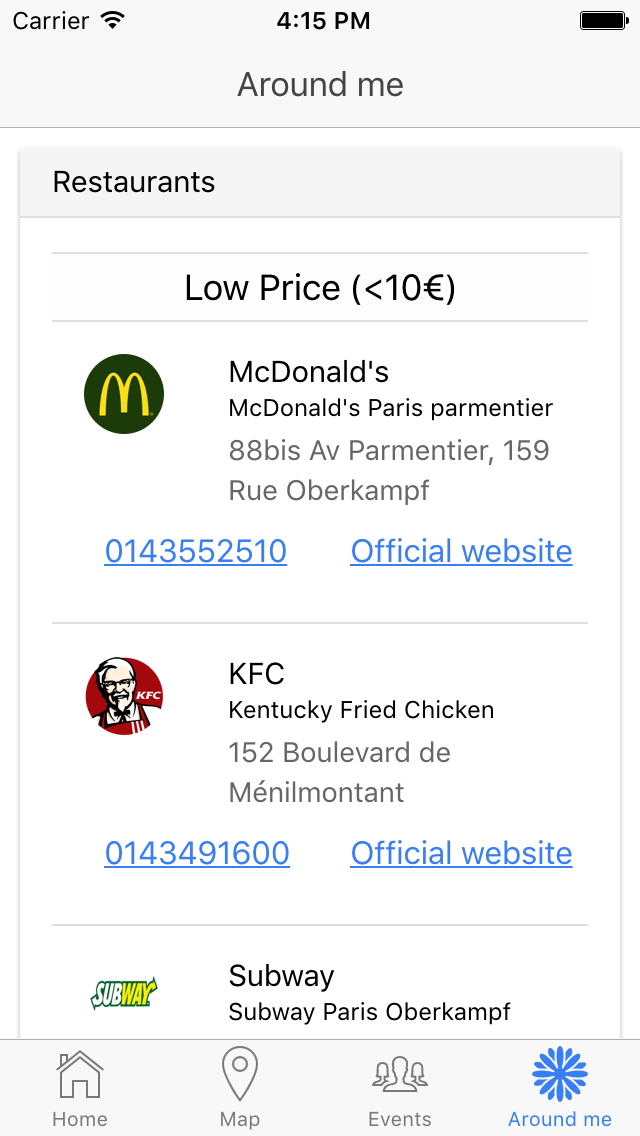 Carrier 4:15 PM
Around me
Restaurants
Low Price (<10€)
McDonald's
McDonald's Paris parmentier
88bis Av Parmentier, 159
Rue Oberkampf
0143552510 Official website
KFC
KFC
Kentucky Fried Chicken
152 Boulevard de
Ménilmontant
0143491600 Official website
SUBWAY
Subway
Subway Paris Oberkampf
Home Map Events Around me